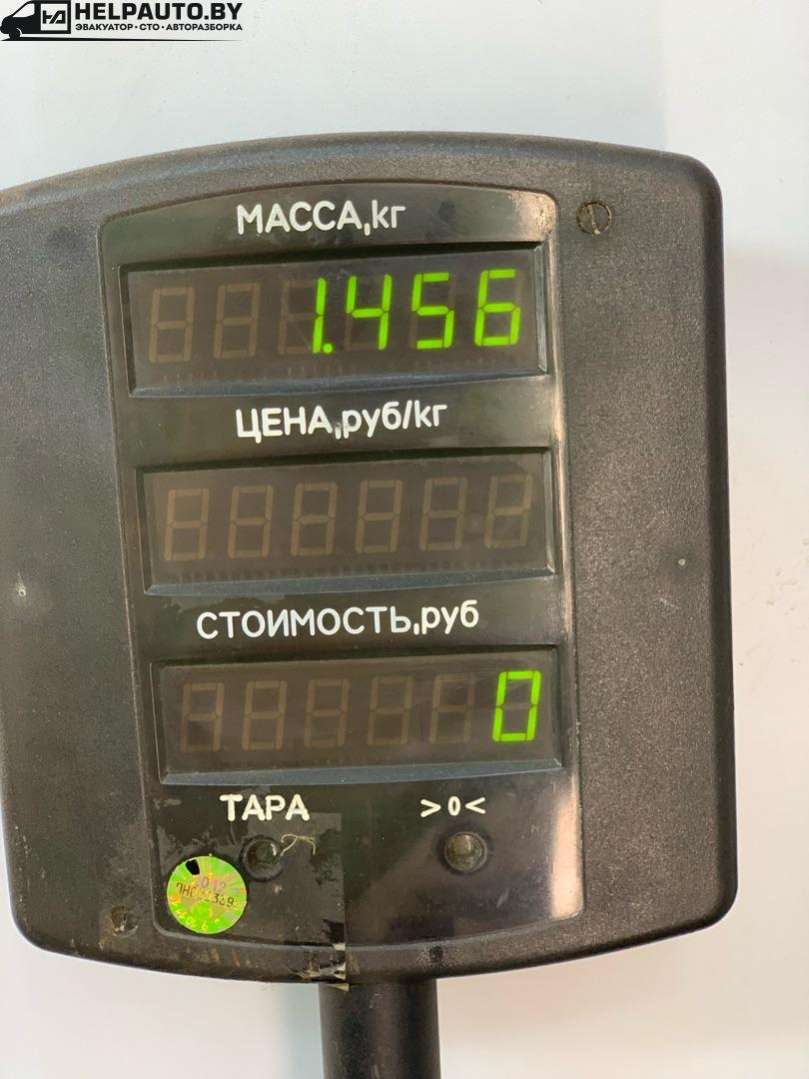 HELPAUTO.BY
ЭВАКУАТОР • СТО • АВТОРАЗБОРКА
МАССА,кг
1.456
ЦЕНА,руб/кг
СТОИМОСТЬ,руб
0
ТАРА >0<